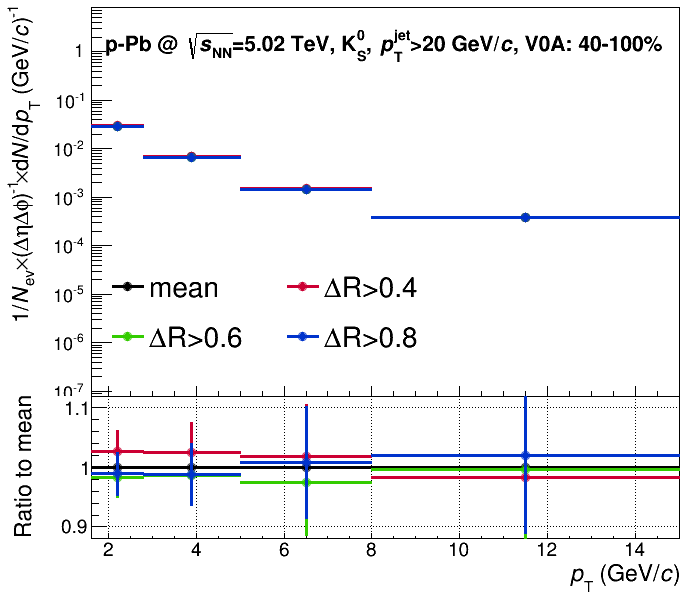 p-Pb @ √sNN=5.02 TeV, K0S, pTjet>20 GeV/c, V0A: 40-100%
1/Nev×(ΔηΔϕ)-1×dN/dpT (GeV/c)-1
1
10-1
10-2
10-3
10-4
10-5
10-6
10-7
mean
ΔR>0.4
ΔR>0.6
ΔR>0.8
Ratio to mean
1.1
1
0.9
2 4 6 8 10 12 14
pT (GeV/c)